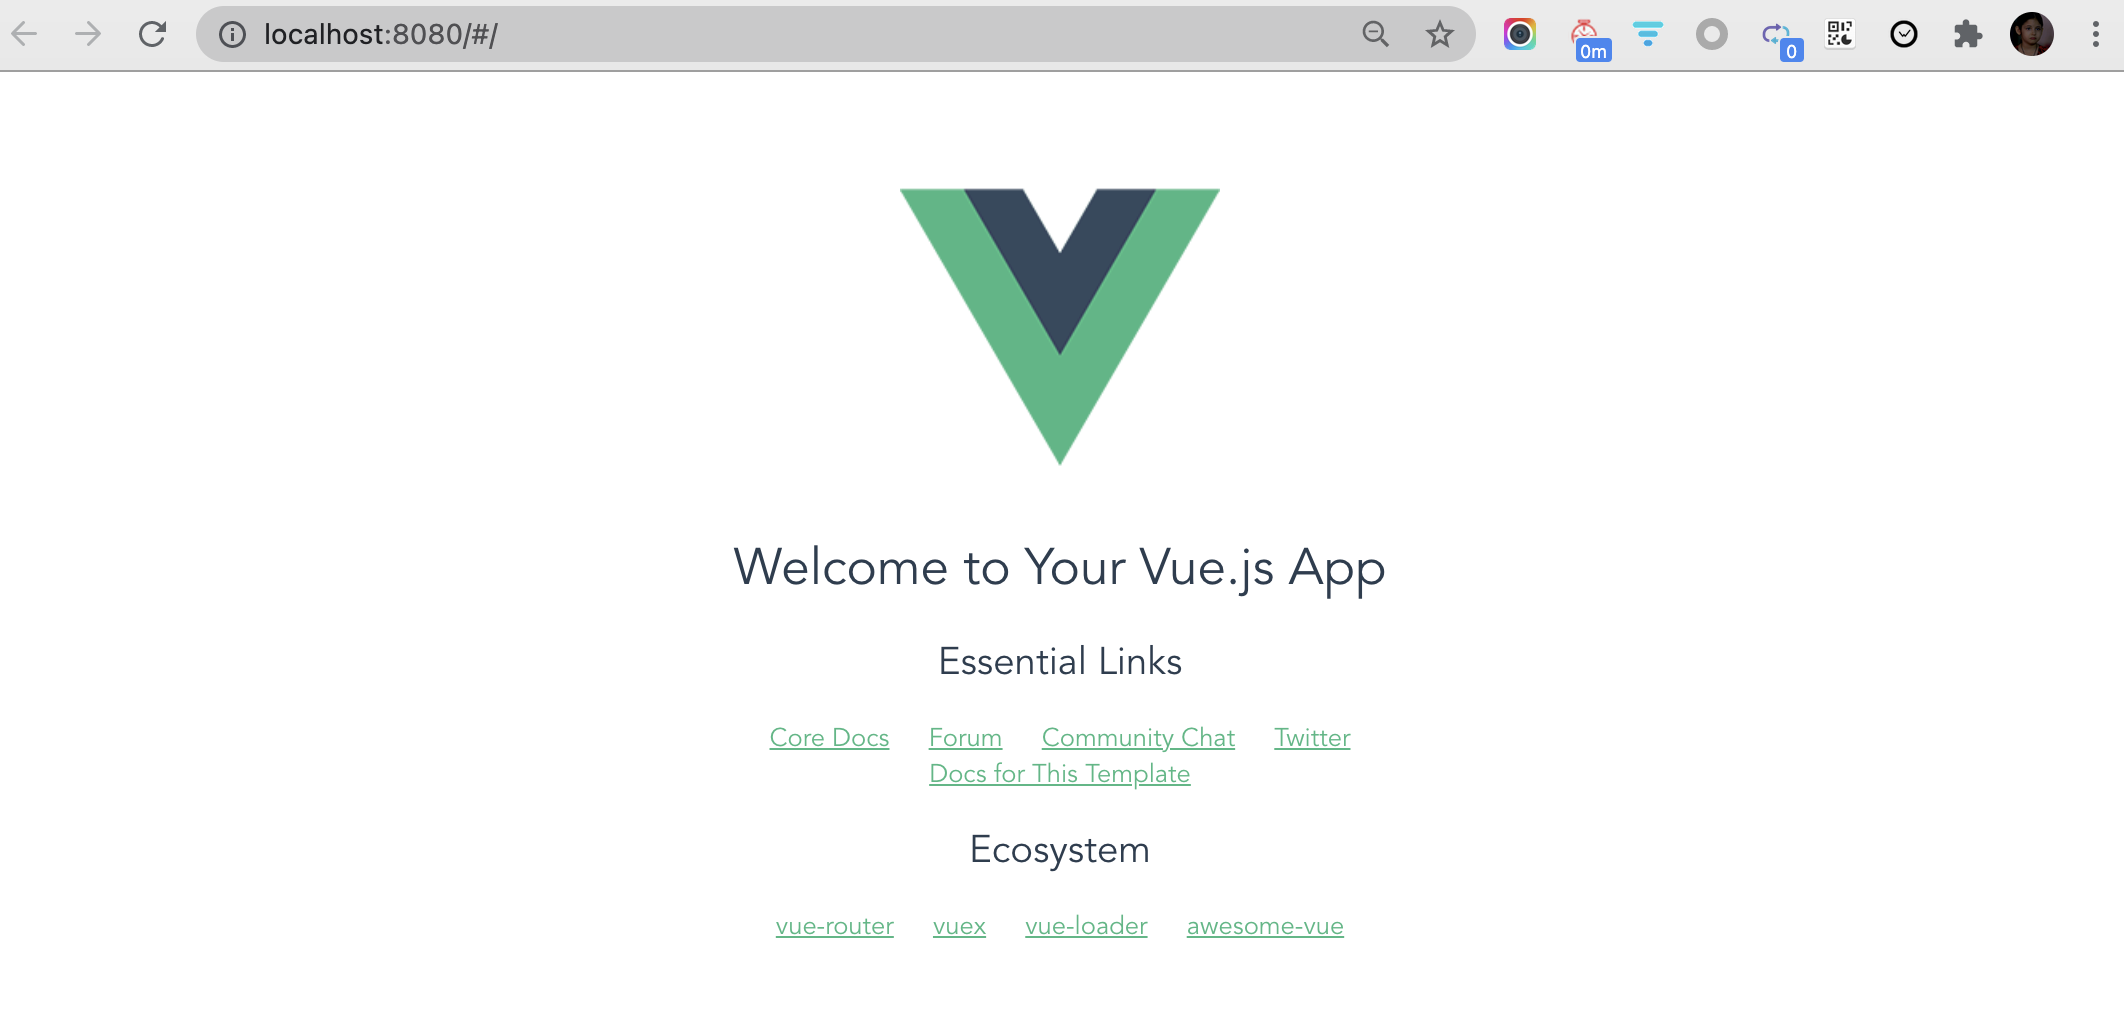 localhost:8080/#/
0m
0
Welcome to Your Vue.js App
Essential Links
Core Docs Forum Community Chat Twitter
Docs for This Template
Ecosystem
vue-router vuex vue-loader awesome-vue